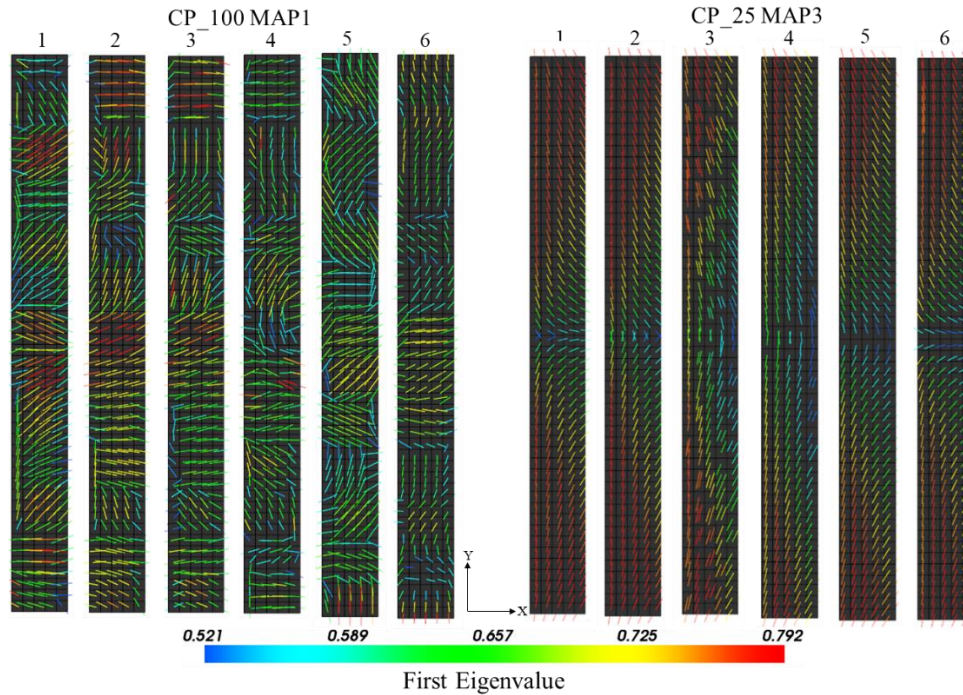 CP_100 MAP1 CP_25 MAP3
1 2 3 4 5 6 1 2 3 4 5 6
Y
X
0.521 0.589 0.657 0.725 0.792
First Eigenvalue